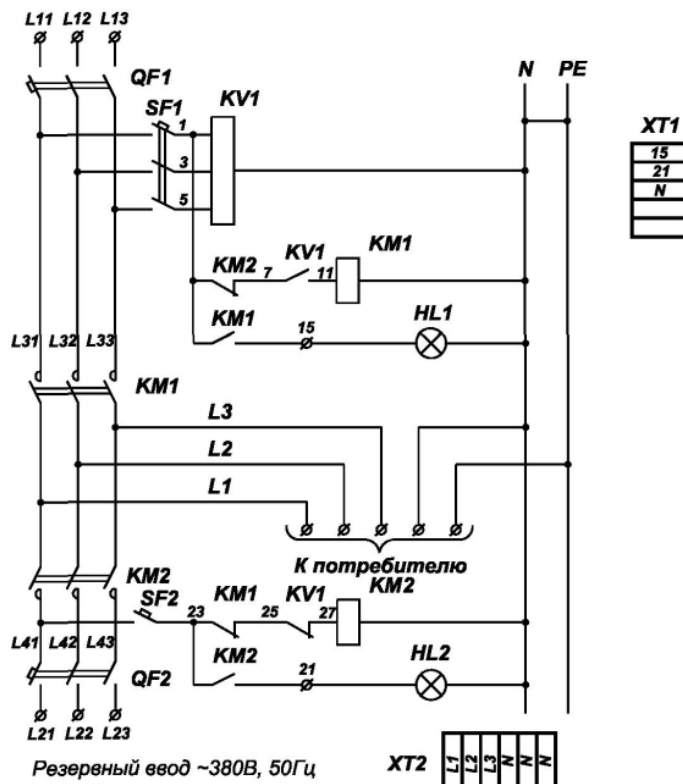 L11 L12 L13
QF1
N PE
SF1
KV1
XT1
1
15
3
21
N
5
KM2 7 KV1 11 KM1
KM1 15 HL1
L31 L32 L33
KM1
L3
L2
L1
К потребителю
KM2
SF2 23 KM1 25 KV1 27 KM2
L41 L42 L43
KM2 21 HL2
QF2
L21 L22 L23
Резервный ввод ~380В, 50Гц
XT2 L1 L2 L3 N N N